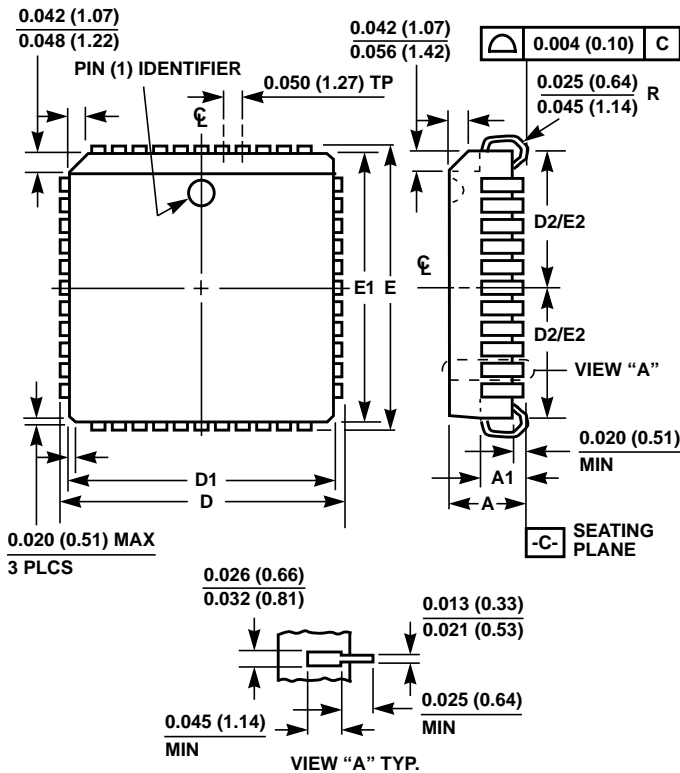 0.042 (1.07)
0.048 (1.22)
PIN (1) IDENTIFIER
0.050 (1.27) TP
℄
0.042 (1.07)
0.056 (1.42)
0.004 (0.10) C
0.025 (0.64)
0.045 (1.14)
R
℄
D2/E2
E1 E
D2/E2
VIEW “A”
0.020 (0.51)
MIN
A1
A
D1
D
-C- SEATING
PLANE
0.020 (0.51) MAX
3 PLCS
0.026 (0.66)
0.032 (0.81)
0.013 (0.33)
0.021 (0.53)
0.025 (0.64)
MIN
0.045 (1.14)
MIN
VIEW “A” TYP.